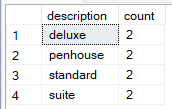 description count
1 deluxe 2
2 penhouse 2
3 standard 2
4 suite 2